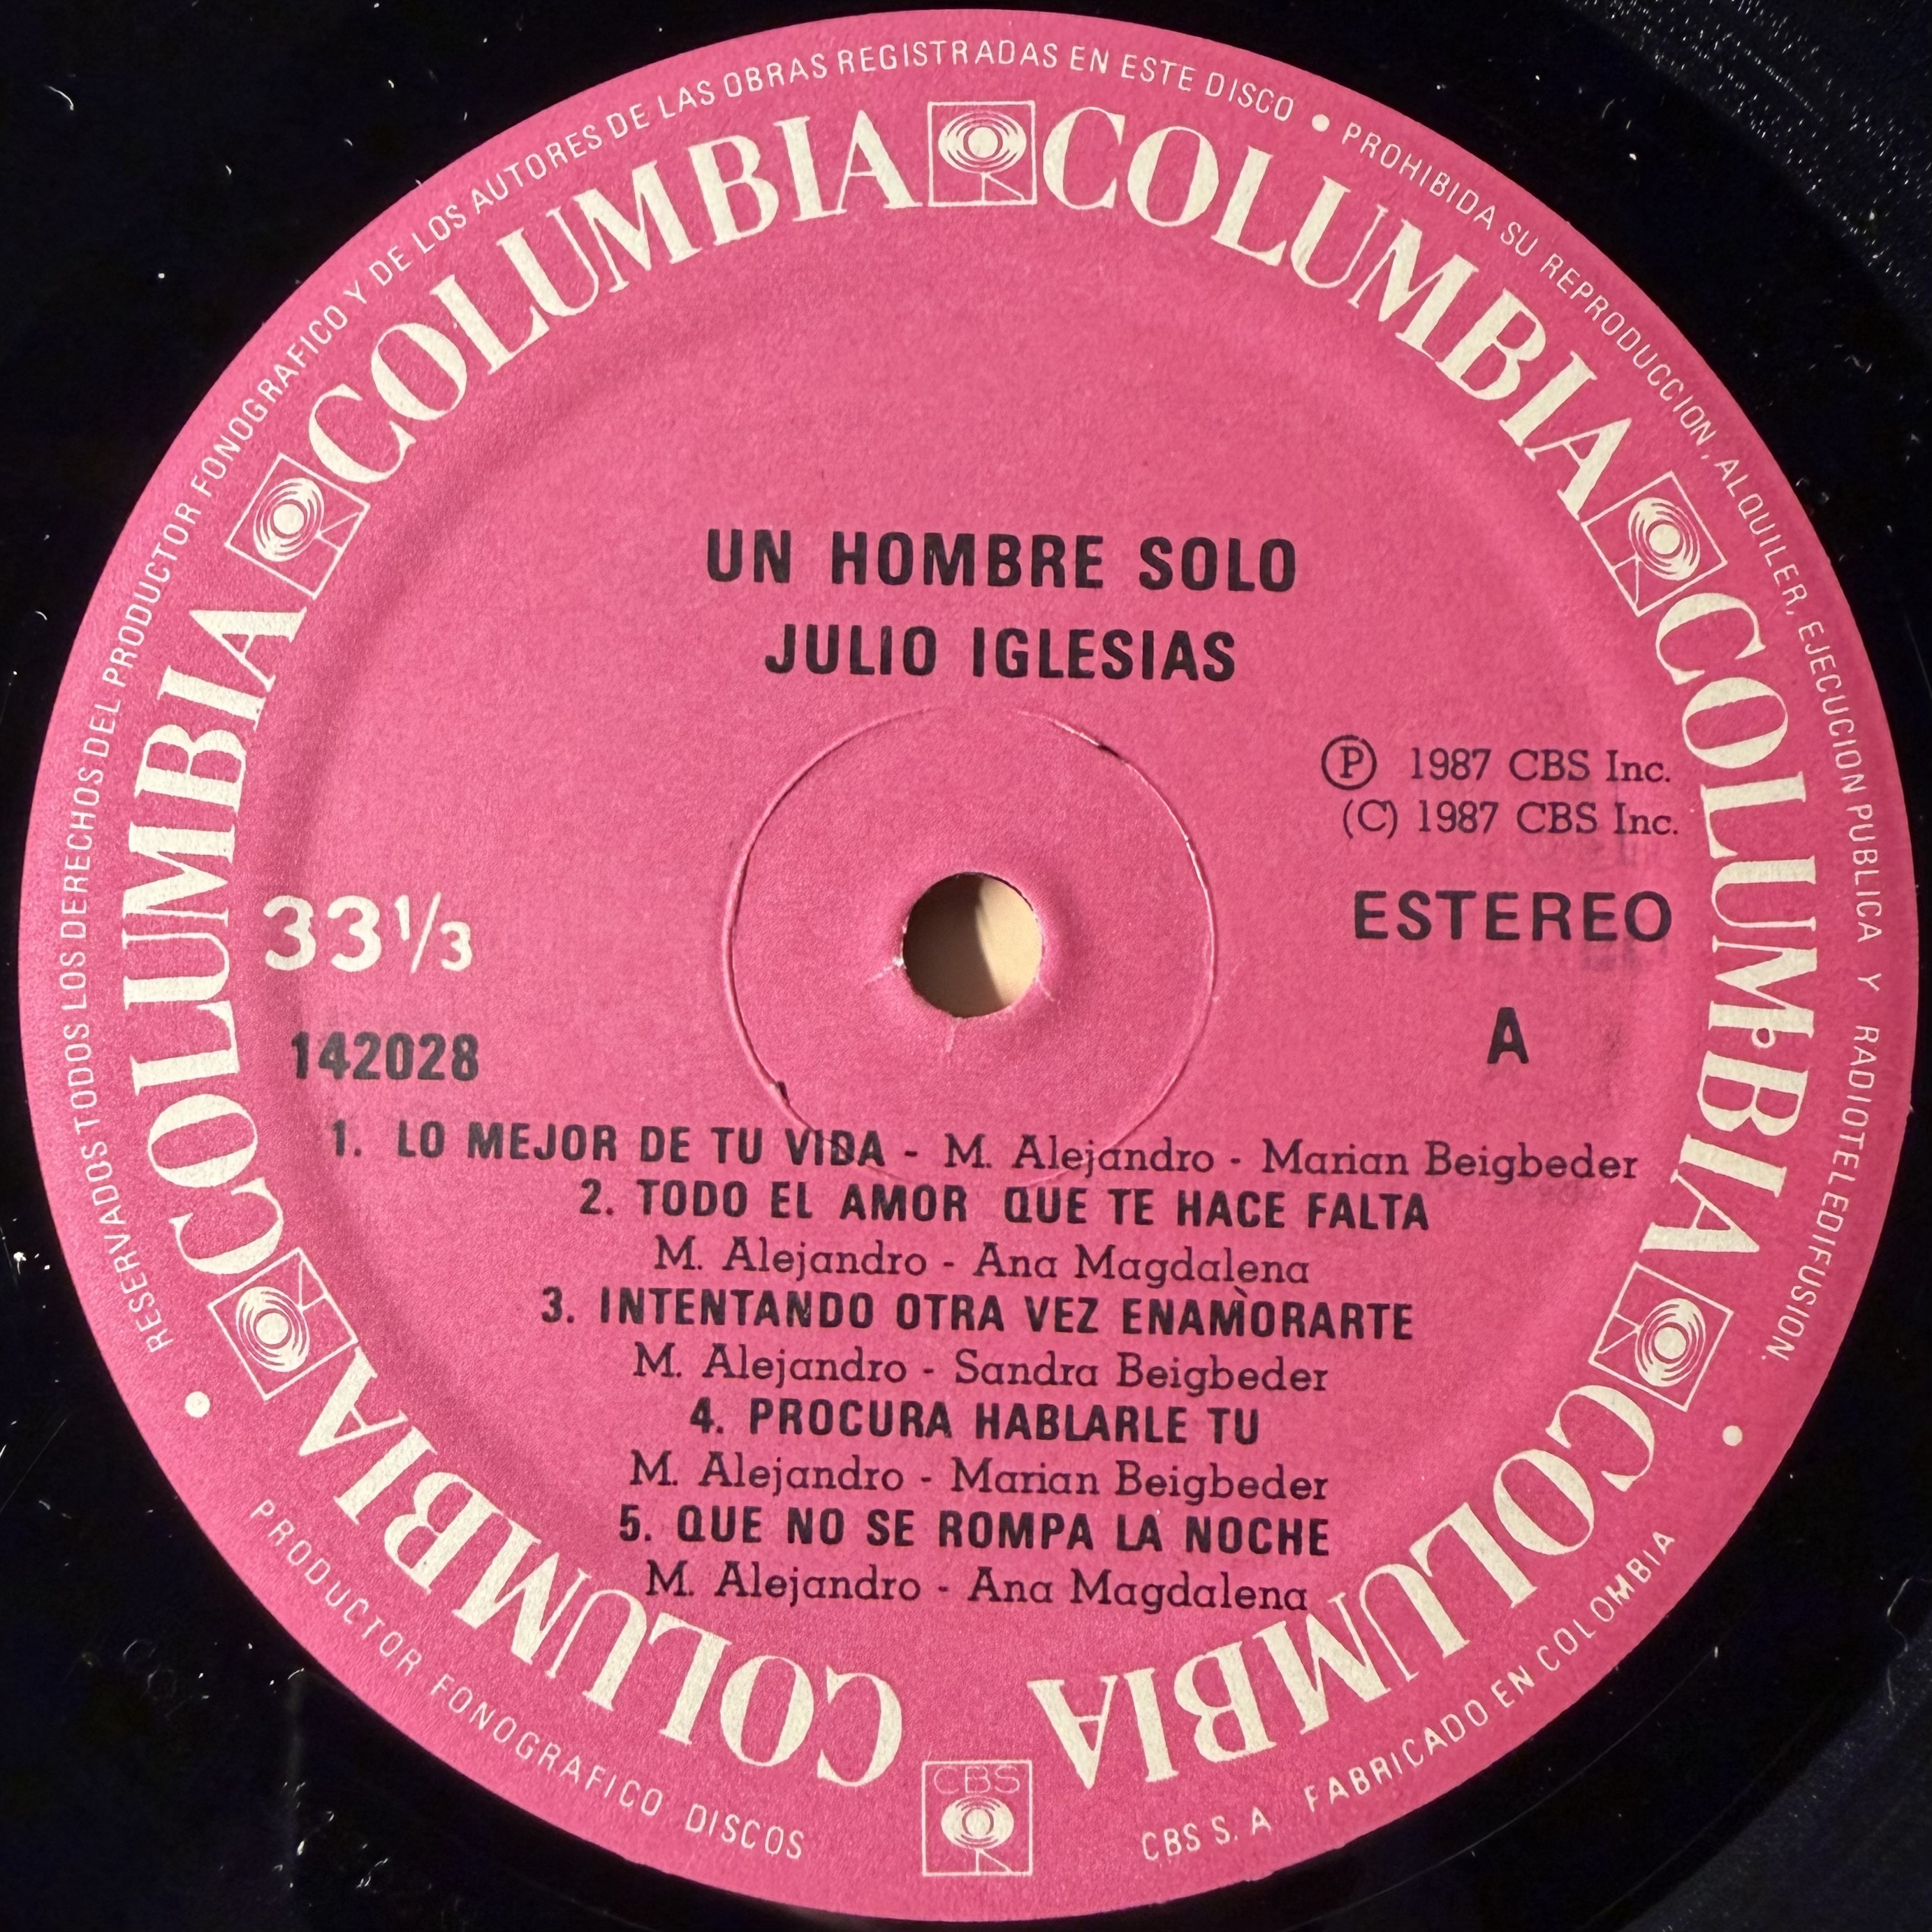 RESERVADOS TODOS LOS DERECHOS DEL PRODUCTOR FONOGRAFICO Y DE LOS AUTORES DE LAS OBRAS REGISTRADAS EN ESTE DISCO • PROHIBIDA SU REPRODUCCION, ALQUILER, EJECUCION PUBLICA Y RADIOTELEDIFUSION.
COLUMBIA COLUMBIA COLUMBIA COLUMBIA COLUMBIA COLUMBIA
UN HOMBRE SOLO
JULIO IGLESIAS
Ⓟ 1987 CBS Inc.
(C) 1987 CBS Inc.
33 1/3
ESTEREO
142028
A
1. LO MEJOR DE TU VIDA - M. Alejandro - Marian Beigbeder
2. TODO EL AMOR QUE TE HACE FALTA
M. Alejandro - Ana Magdalena
3. INTENTANDO OTRA VEZ ENAMORARTE
M. Alejandro - Sandra Beigbeder
4. PROCURA HABLARLE TU
M. Alejandro - Marian Beigbeder
5. QUE NO SE ROMPA LA NOCHE
M. Alejandro - Ana Magdalena
CBS
• PRODUCTOR FONOGRAFICO DISCOS CBS S. A FABRICADO EN COLOMBIA •